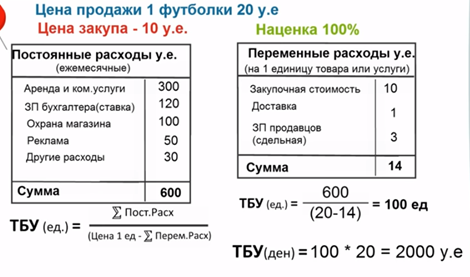 Цена продажи 1 футболки 20 у.е
Цена закупа - 10 у.е.
Наценка 100%
Постоянные расходы у.е.
(ежемесячные)
Аренда и ком.услуги 300
ЗП бухгалтера(ставка) 120
Охрана магазина 100
Реклама 50
Другие расходы 30
Сумма 600
Переменные расходы у.е.
(на 1 единицу товара или услуги)
Закупочная стоимость 10
Доставка 1
ЗП продавцов
(сдельная) 3
Сумма 14
ТБУ (ед.) = ∑ Пост.Расх
(Цена 1 ед - ∑ Перем.Расх)
ТБУ (ед.) = 600 = 100 ед
(20-14)
ТБУ(ден) = 100 * 20 = 2000 у.е